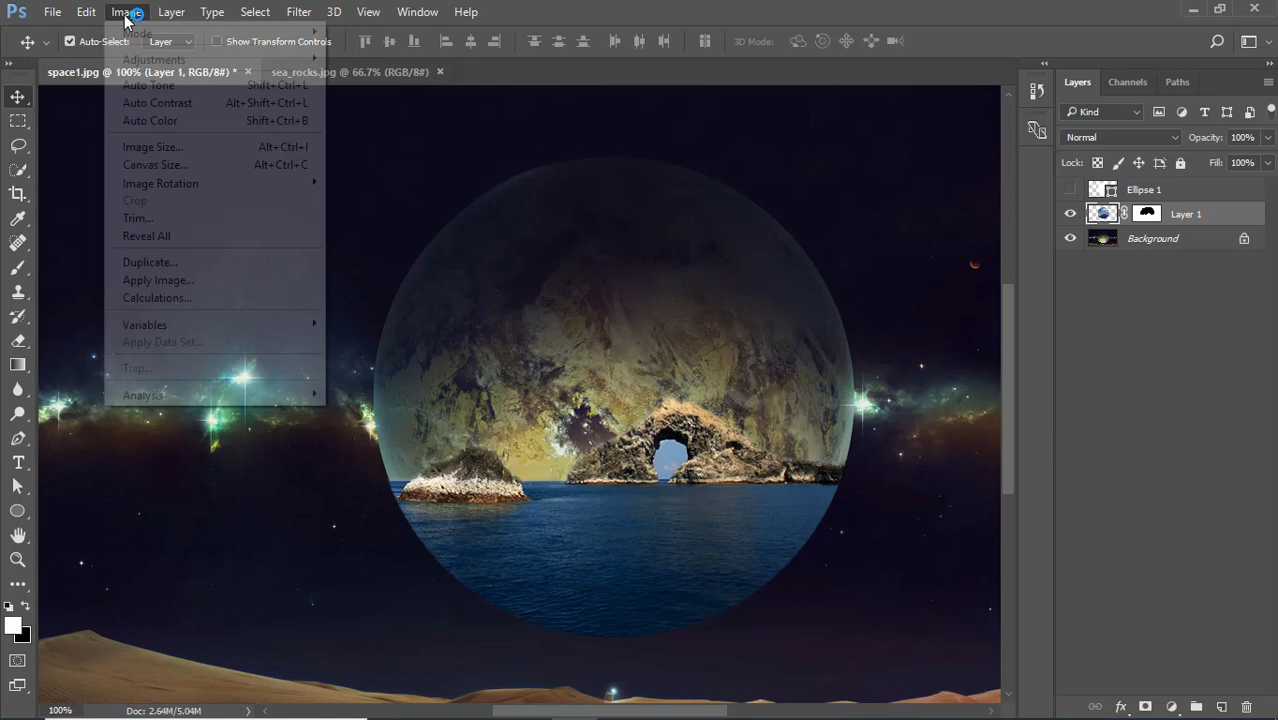 Ps File Edit Image Layer Type Select Filter 3D View Window Help
Auto-Select: Layer Show Transform Controls 3D Mode:
space1.jpg @ 100% (Layer 1, RGB/8#) * × sea_rocks.jpg @ 66.7% (RGB/8#) ×
Mode
Adjustments
Auto Tone Shift+Ctrl+L
Auto Contrast Alt+Shift+Ctrl+L
Auto Color Shift+Ctrl+B
Image Size... Alt+Ctrl+I
Canvas Size... Alt+Ctrl+C
Image Rotation
Crop
Trim...
Reveal All
Duplicate...
Apply Image...
Calculations...
Variables
Apply Data Set...
Trap...
Analysis
Layers Channels Paths
Kind
Normal Opacity: 100%
Lock: Fill: 100%
Ellipse 1
Layer 1
Background
100% Doc: 2.64M/5.04M